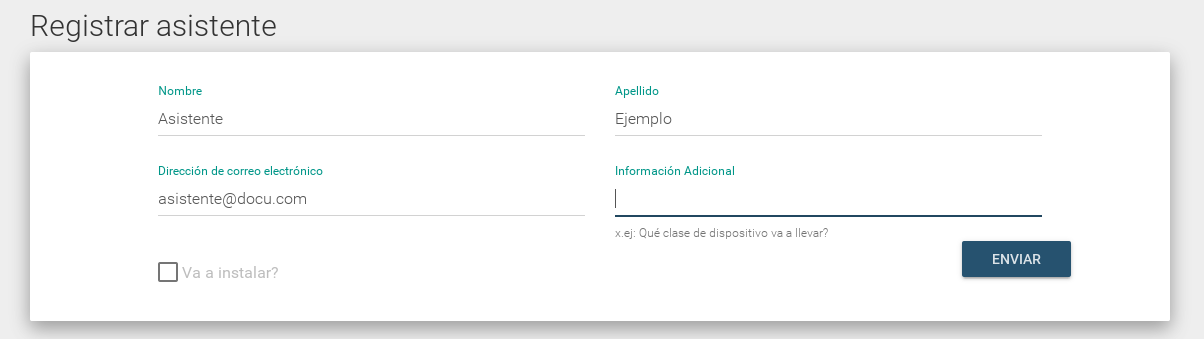 Registrar asistente
Nombre
Apellido
Asistente
Ejemplo
Dirección de correo electrónico
Información Adicional
asistente@docu.com
x.ej: Qué clase de dispositivo va a llevar?
Va a instalar?
ENVIAR